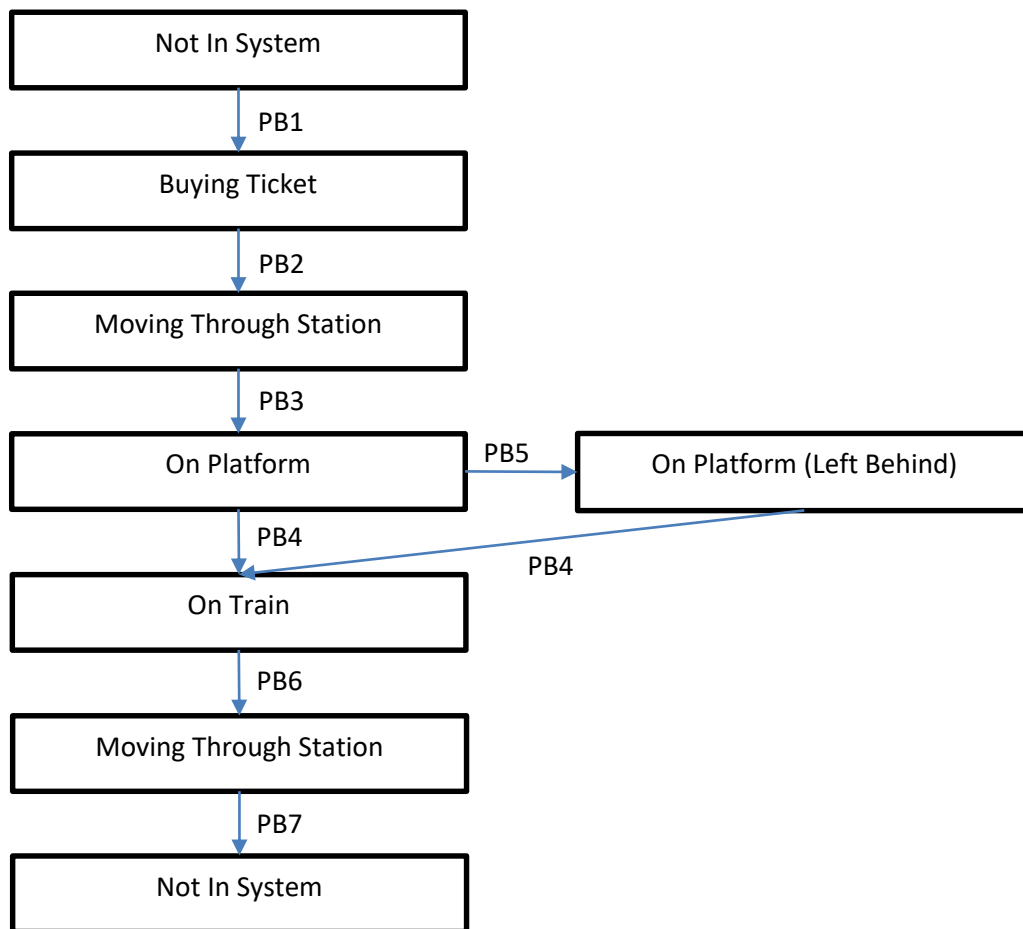 Not In System
PB1
Buying Ticket
PB2
Moving Through Station
PB3
On Platform
PB5
On Platform (Left Behind)
PB4
PB4
On Train
PB6
Moving Through Station
PB7
Not In System